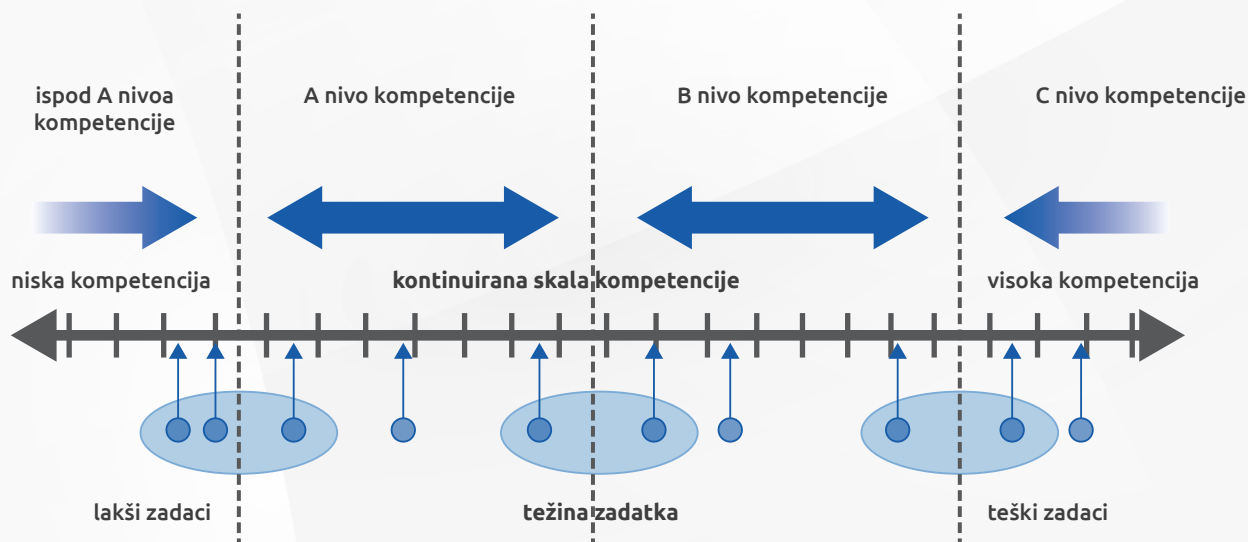 ispod A nivoa
kompetencije
A nivo kompetencije
B nivo kompetencije
C nivo kompetencije
niska kompetencija
kontinuirana skala kompetencije
visoka kompetencija
lakši zadaci
težina zadatka
teški zadaci